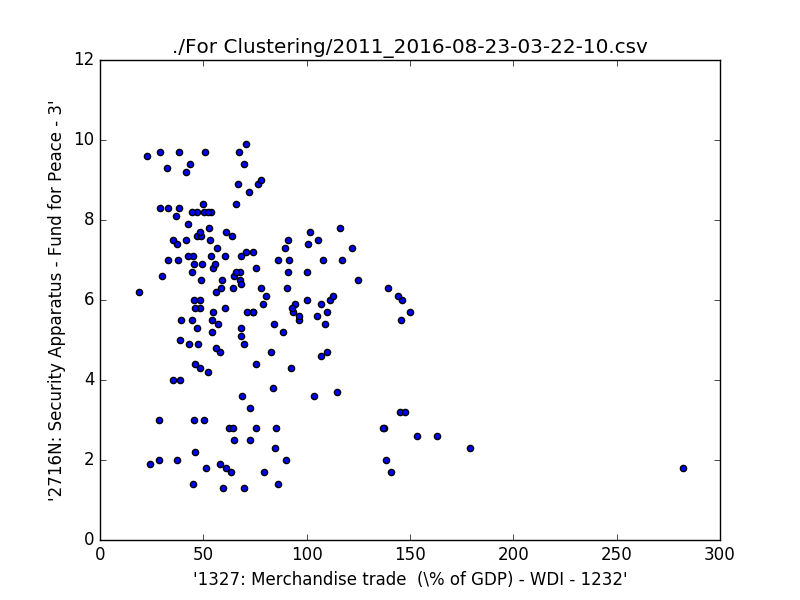 ./For Clustering/2011_2016-08-23-03-22-10.csv
12
10
8
6
4
2
0
'2716N: Security Apparatus - Fund for Peace - 3'
0 50 100 150 200 250 300
'1327: Merchandise trade  (\% of GDP) - WDI - 1232'